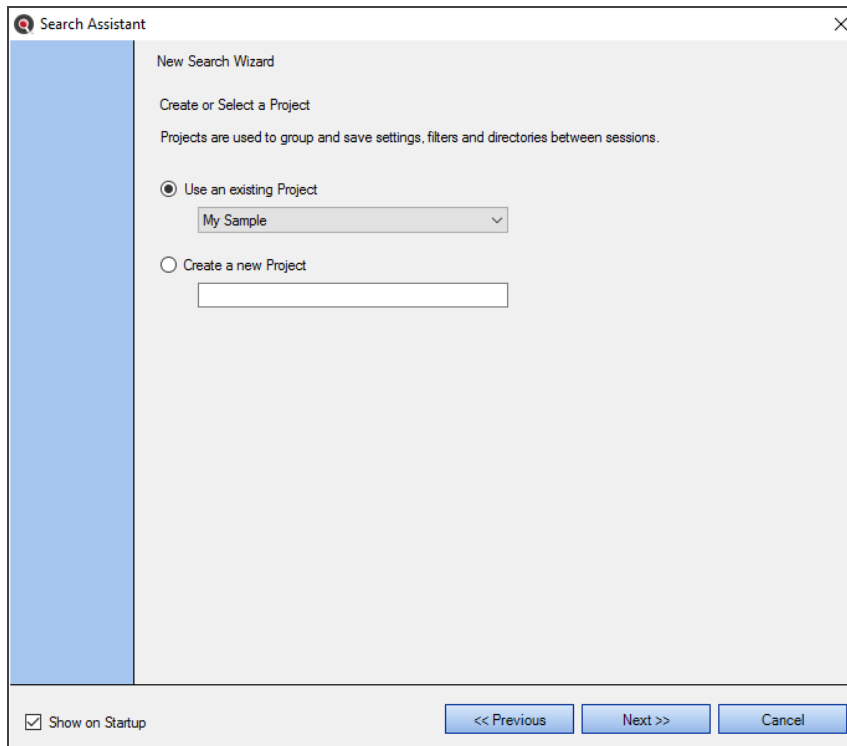 Search Assistant
New Search Wizard
Create or Select a Project
Projects are used to group and save settings, filters and directories between sessions.
Use an existing Project
My Sample
Create a new Project
Show on Startup
<< Previous
Next >>
Cancel